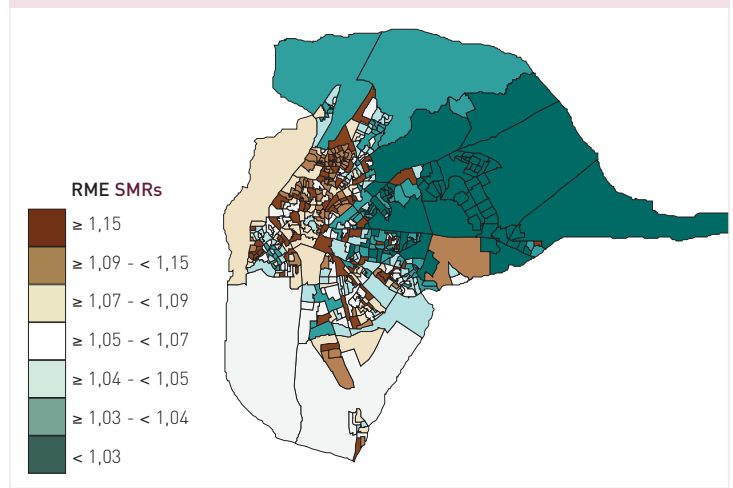 RME SMRs
≥ 1,15
≥ 1,09 - < 1,15
≥ 1,07 - < 1,09
≥ 1,05 - < 1,07
≥ 1,04 - < 1,05
≥ 1,03 - < 1,04
< 1,03